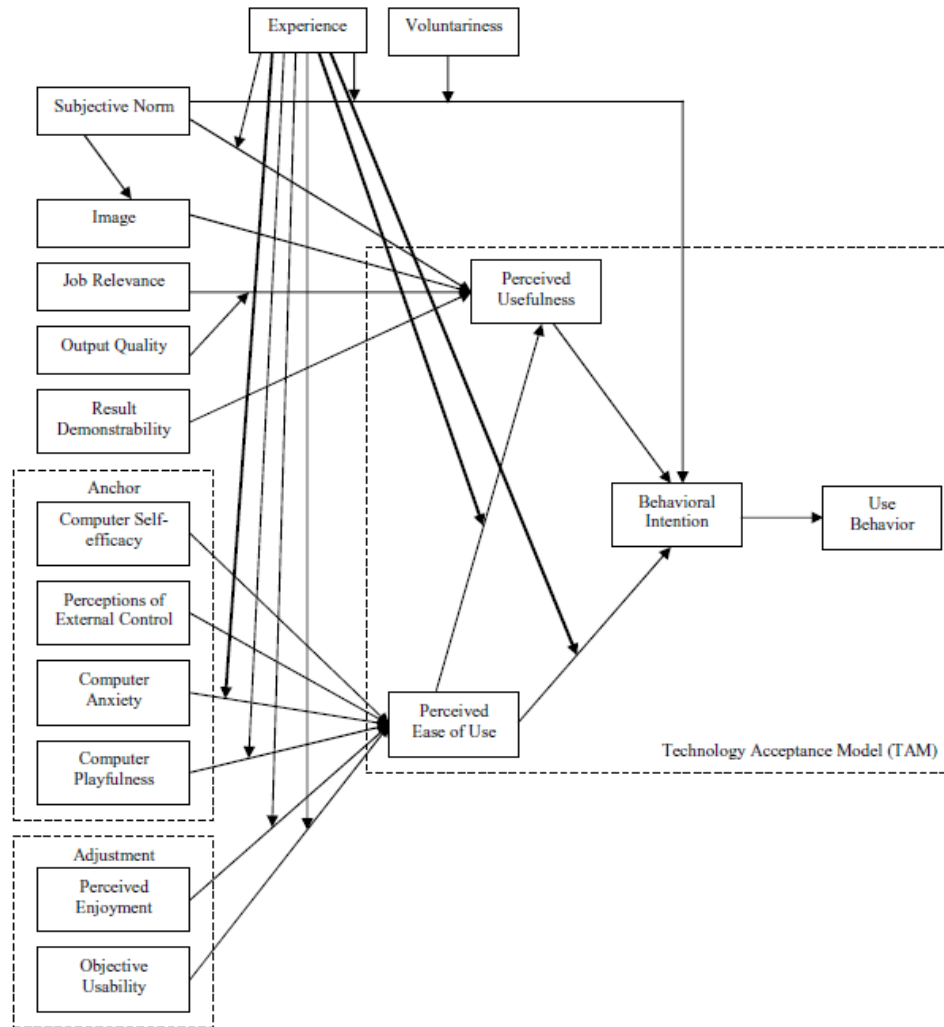 Experience
Voluntariness
Subjective Norm
Image
Job Relevance
Output Quality
Result
Demonstrability
Perceived
Usefulness
Anchor
Computer Self-
efficacy
Perceptions of
External Control
Computer
Anxiety
Computer
Playfulness
Behavioral
Intention
Use
Behavior
Perceived
Ease of Use
Technology Acceptance Model (TAM)
Adjustment
Perceived
Enjoyment
Objective
Usability